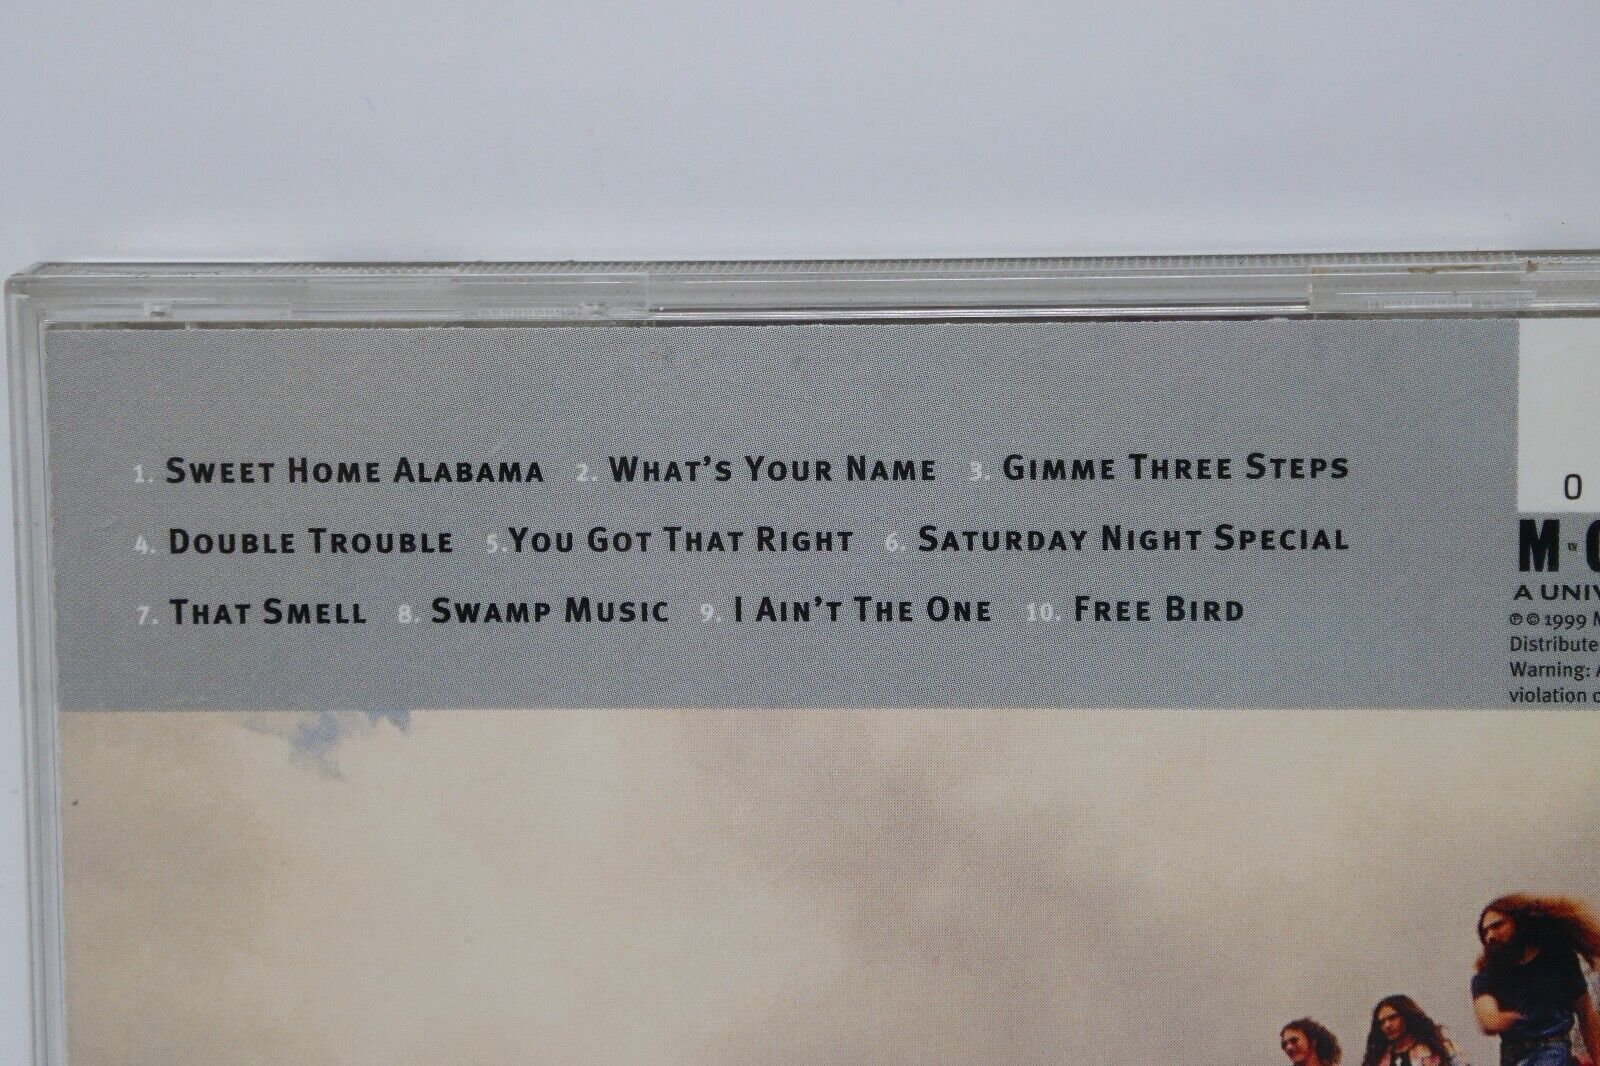 1. SWEET HOME ALABAMA 2. WHAT'S YOUR NAME 3. GIMME THREE STEPS
4. DOUBLE TROUBLE 5. YOU GOT THAT RIGHT 6. SATURDAY NIGHT SPECIAL
7. THAT SMELL 8. SWAMP MUSIC 9. I AIN'T THE ONE 10. FREE BIRD
0
M
A
℗ © 1999
Warning:
violation